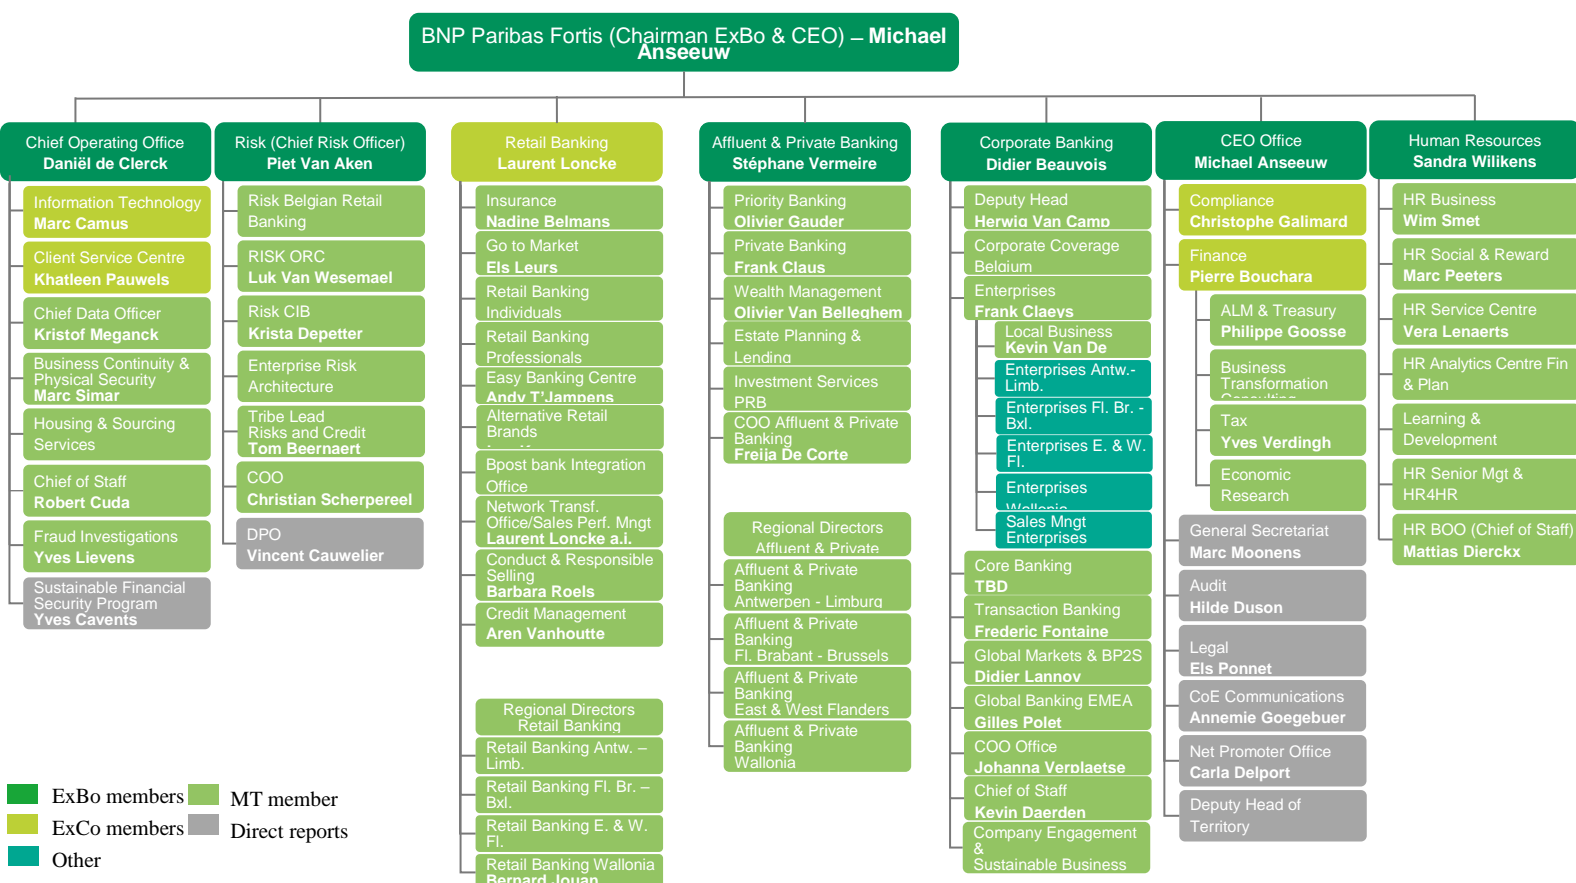 BNP Paribas Fortis (Chairman ExBo & CEO) – Michael
Anseeuw
Chief Operating Office
Daniël de Clerck
Information Technology
Marc Camus
Client Service Centre
Khatleen Pauwels
Chief Data Officer
Kristof Meganck
Business Continuity &
Physical Security
Marc Simar
Housing & Sourcing
Services
Chief of Staff
Robert Cuda
Fraud Investigations
Yves Lievens
Sustainable Financial
Security Program
Yves Cavents
Risk (Chief Risk Officer)
Piet Van Aken
Risk Belgian Retail
Banking
RISK ORC
Luk Van Wesemael
Risk CIB
Krista Depetter
Enterprise Risk
Architecture
Tribe Lead
Risks and Credit
Tom Beernaert
COO
Christian Scherpereel
DPO
Vincent Cauwelier
Retail Banking
Laurent Loncke
Insurance
Nadine Belmans
Go to Market
Els Leurs
Retail Banking
Individuals
Retail Banking
Professionals
Easy Banking Centre
Andy T'Jampens
Alternative Retail
Brands
Bpost bank Integration
Office
Network Transf.
Office/Sales Perf. Mngt
Laurent Loncke a.i.
Conduct & Responsible
Selling
Barbara Roels
Credit Management
Aren Vanhoutte
Regional Directors
Retail Banking
Retail Banking Antw. –
Limb.
Retail Banking Fl. Br. –
Bxl.
Retail Banking E. & W.
Fl.
Retail Banking Wallonia
Bernard Jouan
Affluent & Private Banking
Stéphane Vermeire
Priority Banking
Olivier Gauder
Private Banking
Frank Claus
Wealth Management
Olivier Van Belleghem
Estate Planning &
Lending
Investment Services
PRB
COO Affluent & Private
Banking
Freija De Corte
Regional Directors
Affluent & Private
Affluent & Private
Banking
Antwerpen - Limburg
Affluent & Private
Banking
Fl. Brabant - Brussels
Affluent & Private
Banking
East & West Flanders
Affluent & Private
Banking
Wallonia
Corporate Banking
Didier Beauvois
Deputy Head
Herwig Van Camp
Corporate Coverage
Belgium
Enterprises
Frank Claeys
Local Business
Kevin Van De
Enterprises Antw.-
Limb.
Enterprises Fl. Br. -
Bxl.
Enterprises E. & W.
Fl.
Enterprises
Wallonia
Sales Mngt
Enterprises
Core Banking
TBD
Transaction Banking
Frederic Fontaine
Global Markets & BP2S
Didier Lannoy
Global Banking EMEA
Gilles Polet
COO Office
Johanna Verplaetse
Chief of Staff
Kevin Daerden
Company Engagement
&
Sustainable Business
CEO Office
Michael Anseeuw
Compliance
Christophe Galimard
Finance
Pierre Bouchara
ALM & Treasury
Philippe Goosse
Business
Transformation
Consulting
Tax
Yves Verdingh
Economic
Research
General Secretariat
Marc Moonens
Audit
Hilde Duson
Legal
Els Ponnet
CoE Communications
Annemie Goegebuer
Net Promoter Office
Carla Delport
Deputy Head of
Territory
Human Resources
Sandra Wilikens
HR Business
Wim Smet
HR Social & Reward
Marc Peeters
HR Service Centre
Vera Lenaerts
HR Analytics Centre Fin
& Plan
Learning &
Development
HR Senior Mgt &
HR4HR
HR BOO (Chief of Staff)
Mattias Dierckx
ExBo members
ExCo members
Other
MT member
Direct reports